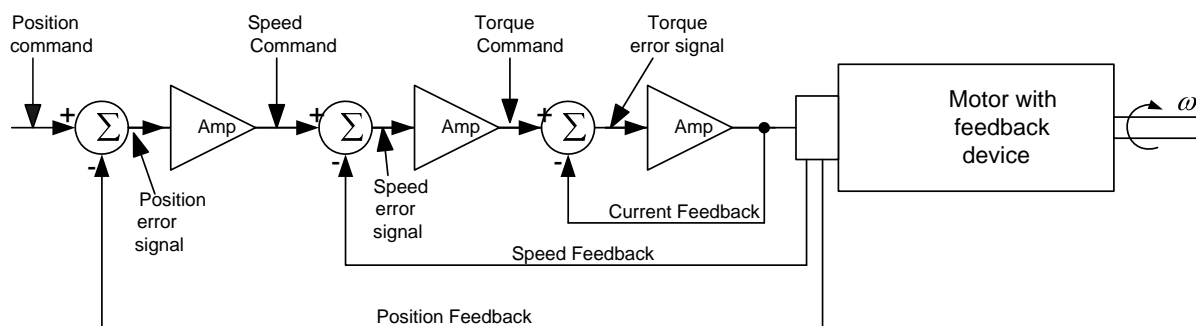 Position
command
Speed
Command
Torque
Command
Torque
error signal
+
Σ
-
Amp
+
Σ
-
Amp
+
Σ
-
Amp
Motor with
feedback
device
ω
Position
error
signal
Speed
error
signal
Current Feedback
Speed Feedback
Position Feedback